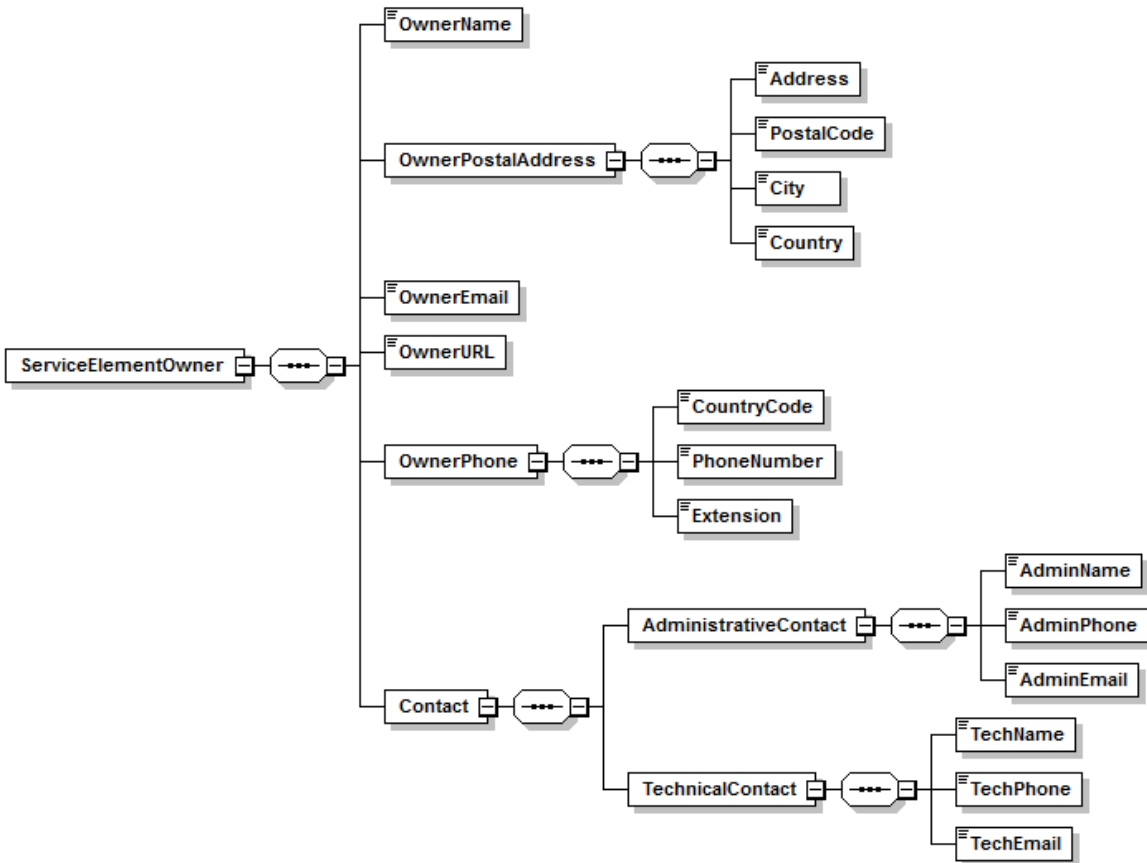 OwnerName
Address
PostalCode
OwnerPostalAddress
City
Country
OwnerEmail
OwnerURL
ServiceElementOwner
CountryCode
OwnerPhone
PhoneNumber
Extension
AdminName
AdministrativeContact
AdminPhone
AdminEmail
Contact
TechName
TechnicalContact
TechPhone
TechEmail